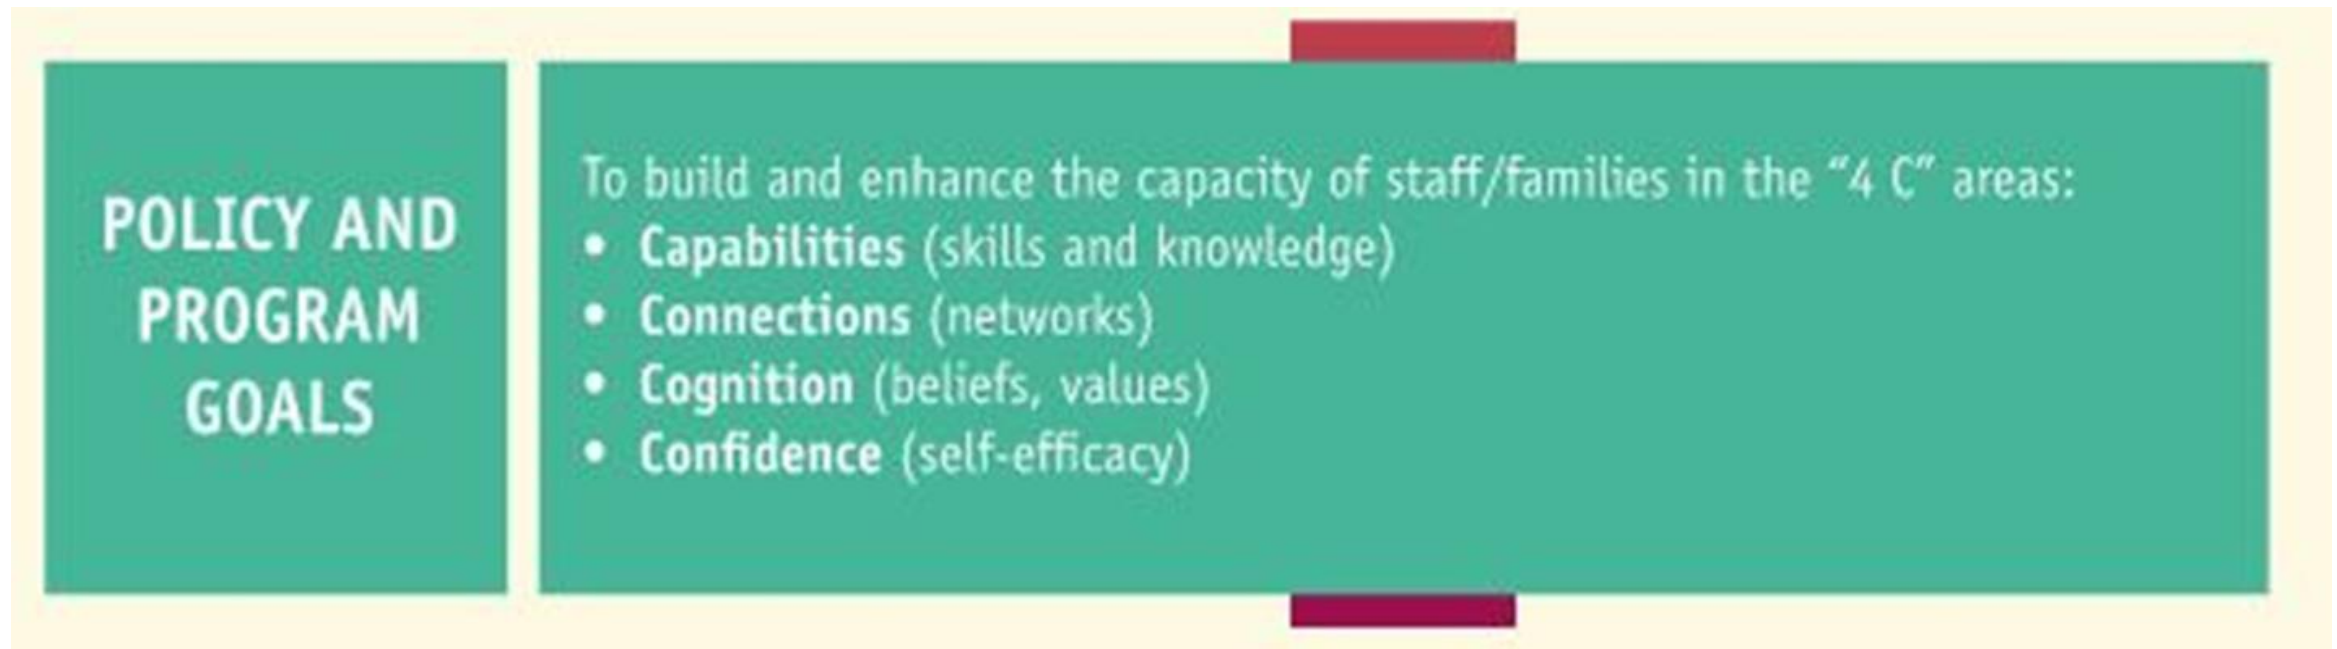 POLICY AND
PROGRAM
GOALS
To build and enhance the capacity of staff/families in the “4 C” areas:
• Capabilities (skills and knowledge)
• Connections (networks)
• Cognition (beliefs, values)
• Confidence (self-efficacy)